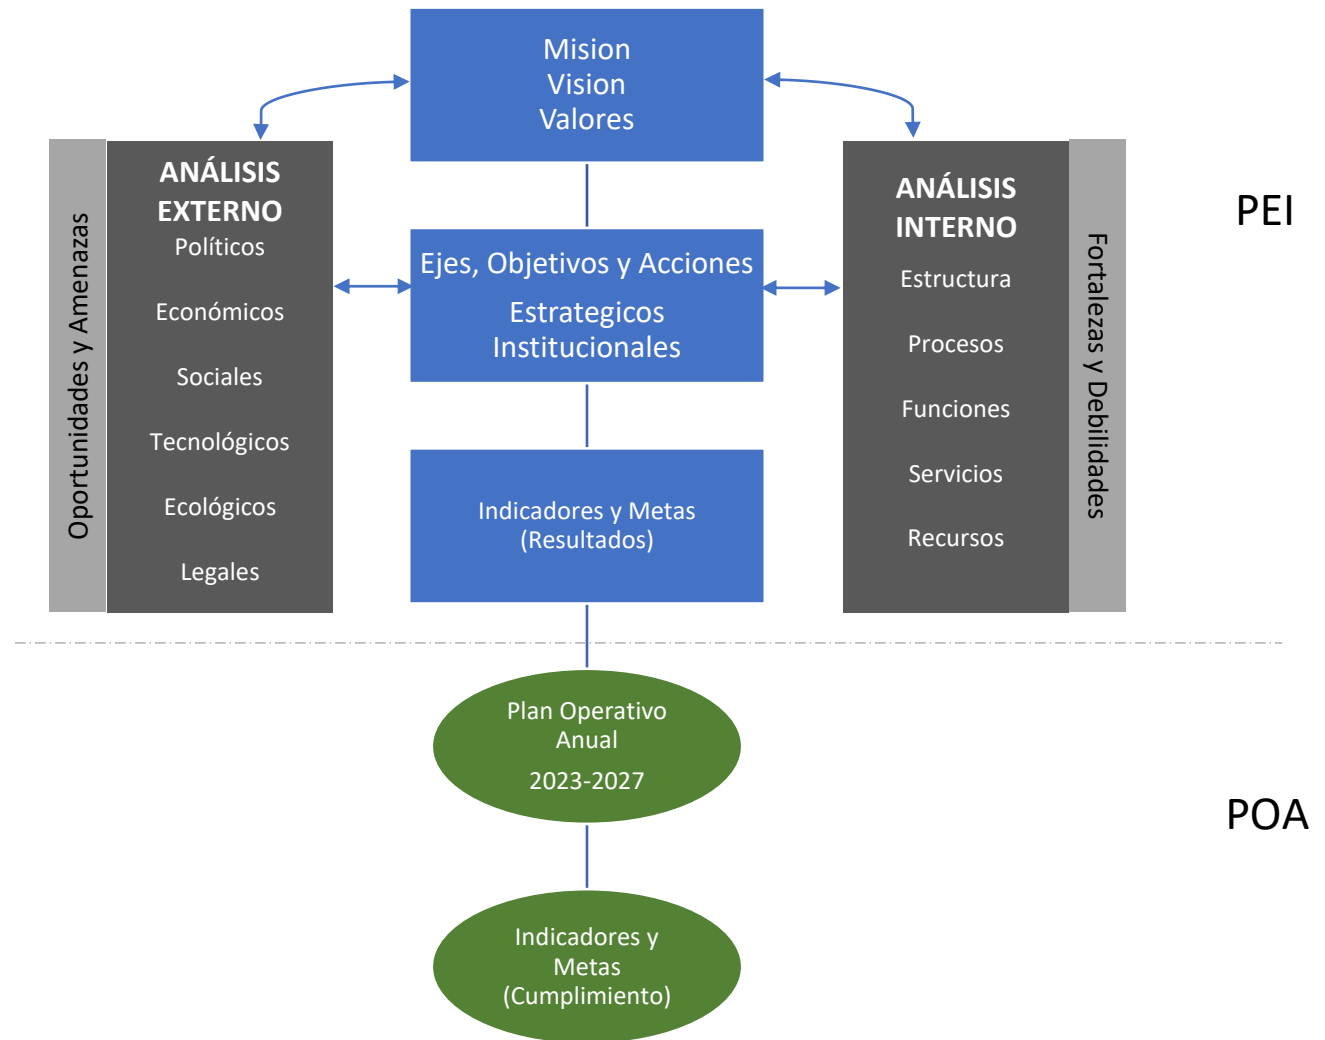 Mision
Vision
Valores
Oportunidades y Amenazas
ANÁLISIS
EXTERNO
Políticos
Económicos
Sociales
Tecnológicos
Ecológicos
Legales
Ejes, Objetivos y Acciones
Estrategicos
Institucionales
Indicadores y Metas
(Resultados)
ANÁLISIS
INTERNO
Estructura
Procesos
Funciones
Servicios
Recursos
Fortalezas y Debilidades
PEI
Plan Operativo
Anual
2023-2027
POA
Indicadores y
Metas
(Cumplimiento)